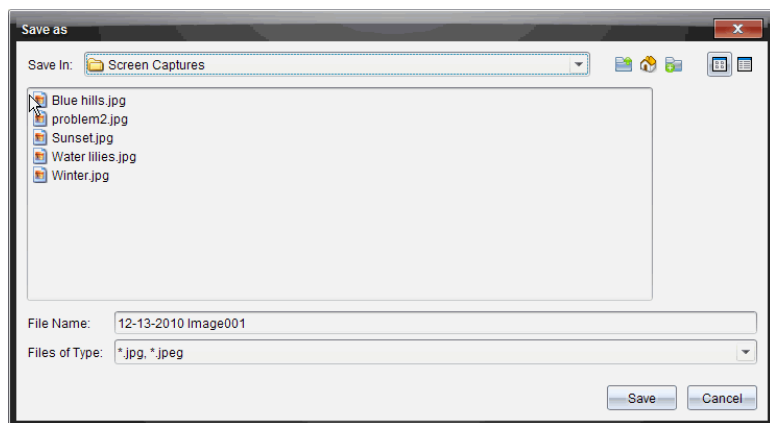 Save as
Save In: Screen Captures
Blue hills.jpg
problem2.jpg
Sunset.jpg
Water lilies.jpg
Winter.jpg
File Name: 12-13-2010 Image001
Files of Type: *.jpg, *.jpeg
Save Cancel